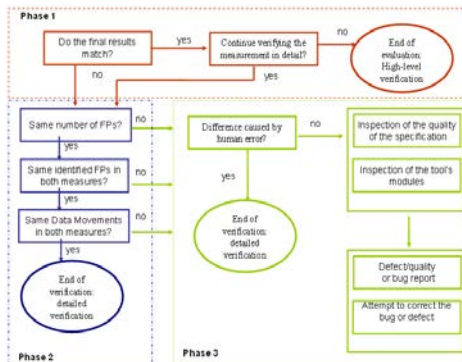 Phase 1
Do the final results
match?
yes
Continue verifying the
measurement in detail?
no
End of
evaluation:
High-level
verification
no
yes
Same number of FPs?
no
yes
Same identified FPs in
both measures?
no
yes
Same Data Movements
in both measures?
no
yes
End of
verification:
detailed
verification
Phase 2
Difference caused by
human error?
no
yes
End of
verification:
detailed
verification
Inspection of the quality
of the specification
Inspection of the tool's
modules
Defect/quality
or bug report
Attempt to correct the
bug or defect
Phase 3